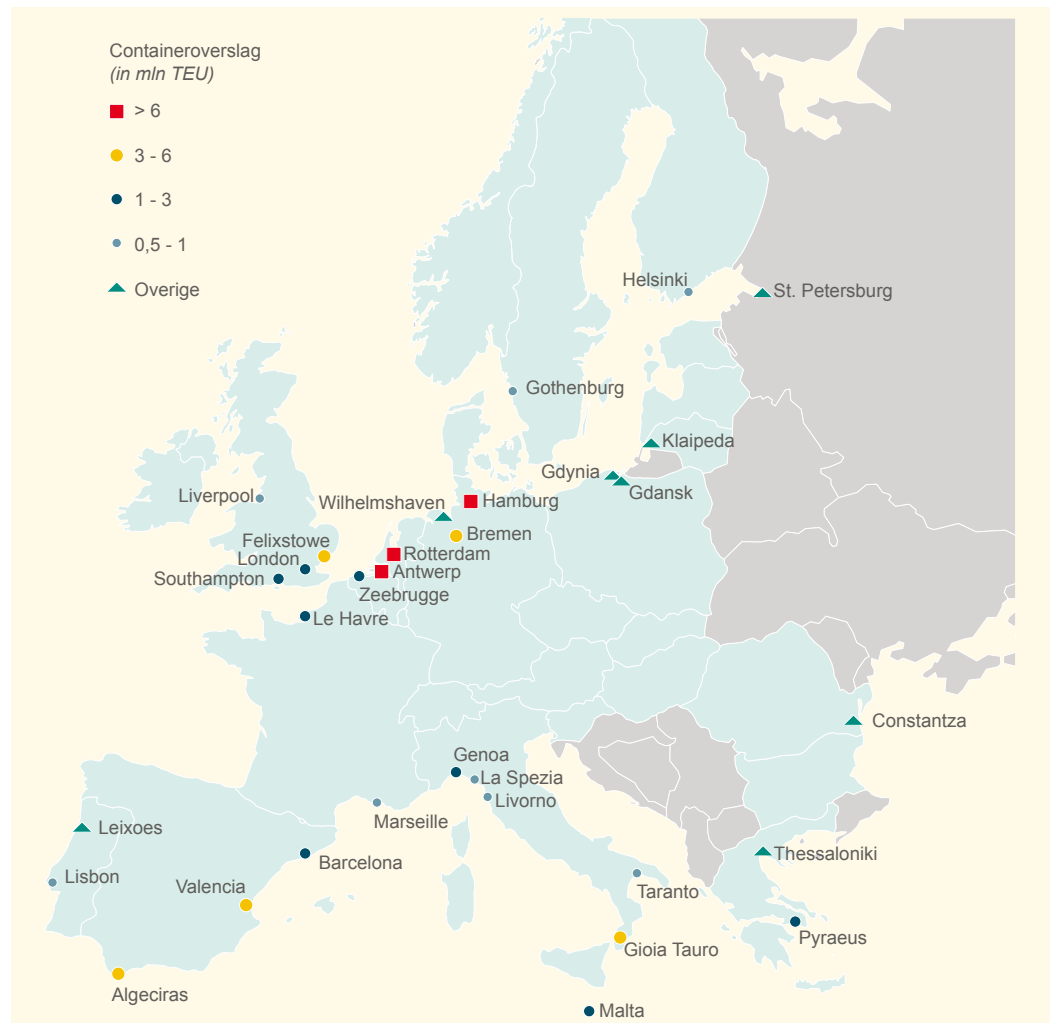 Containeroverslag
(in mln TEU)
> 6
3 - 6
1 - 3
0,5 - 1
Overige
Helsinki
St. Petersburg
Gothenburg
Klaipeda
Gdynia
Gdansk
Liverpool
Wilhelmshaven
Hamburg
Bremen
Felixstowe
London
Southampton
Rotterdam
Antwerp
Zeebrugge
Le Havre
Constantza
Genoa
La Spezia
Livorno
Marseille
Leixoes
Barcelona
Thessaloniki
Lisbon
Valencia
Taranto
Pyraeus
Gioia Tauro
Algeciras
Malta